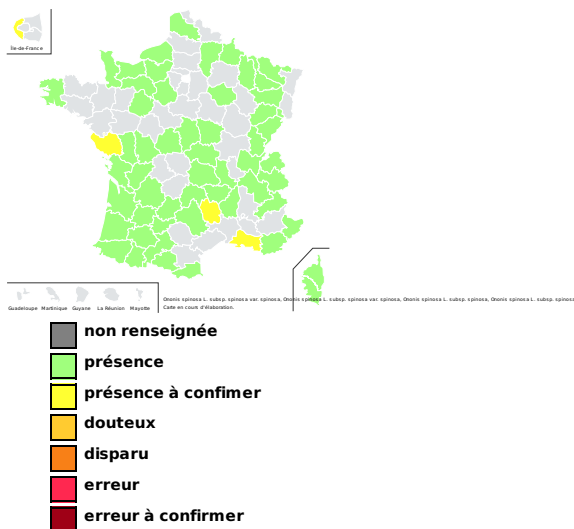 Île-de-France
Guadeloupe Martinique Guyane La Réunion Mayotte
Ononis spinosa L. subsp. spinosa var. spinosa, Ononis spinosa L. subsp. spinosa var. spinosa, Ononis spinosa L. subsp. spinosa, Ononis spinosa L. subsp. spinosa
Carte en cours d'élaboration.
non renseignée
présence
présence à confimer
douteux
disparu
erreur
erreur à confirmer